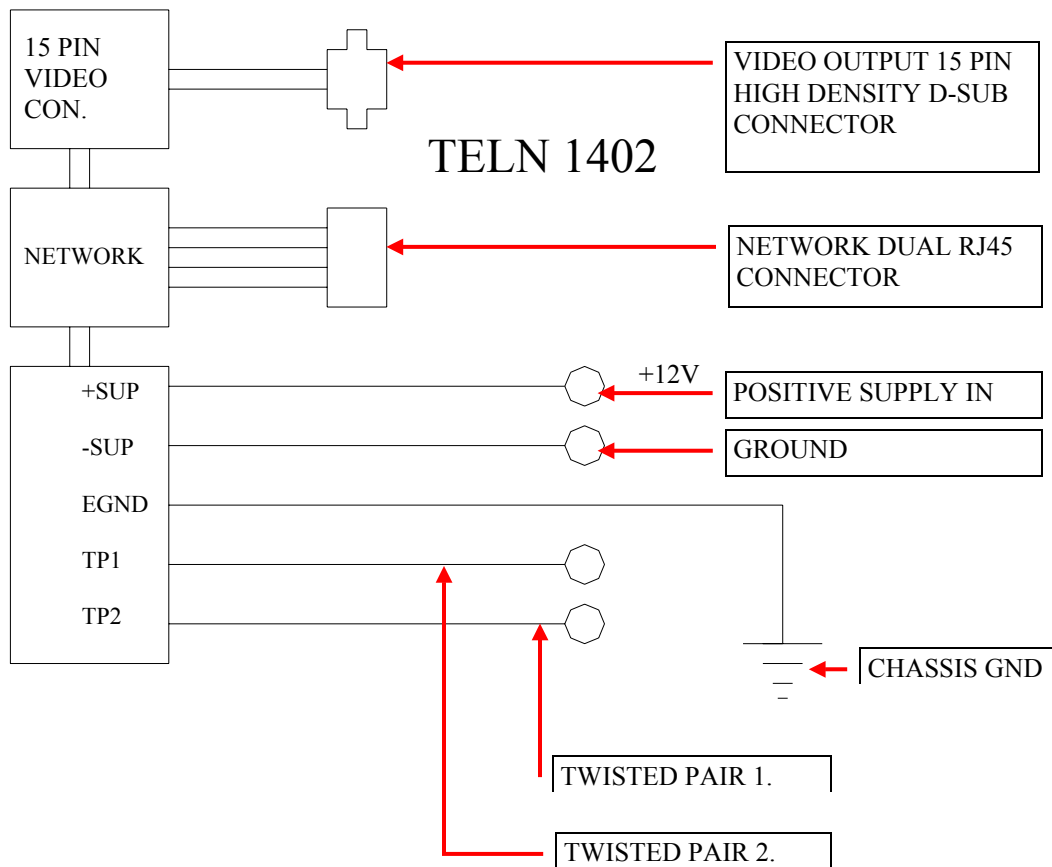 15 PIN
VIDEO
CON.
VIDEO OUTPUT 15 PIN
HIGH DENSITY D-SUB
CONNECTOR
TELN 1402
NETWORK
NETWORK DUAL RJ45
CONNECTOR
+SUP
+12V
POSITIVE SUPPLY IN
-SUP
GROUND
EGND
TP1
TP2
CHASSIS GND
TWISTED PAIR 1.
TWISTED PAIR 2.